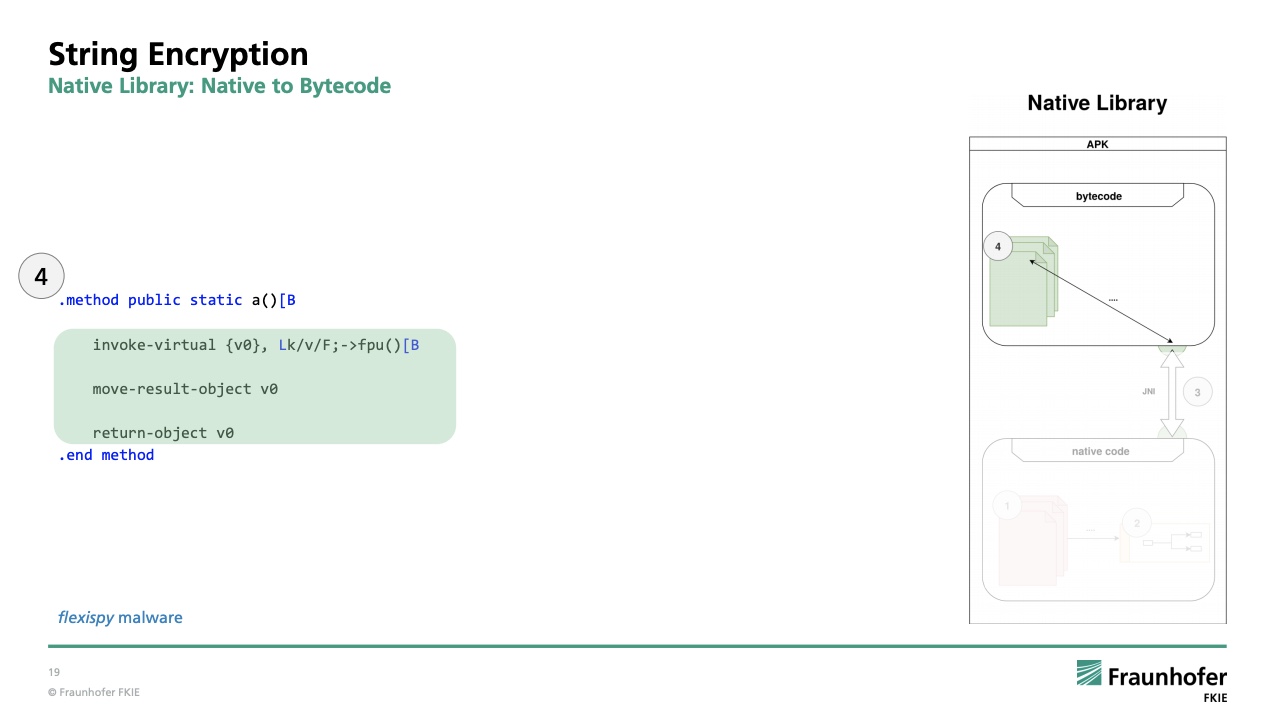 String Encryption
Native Library: Native to Bytecode
Native Library
APK
bytecode
4
....
JNI
3
native code
1
....
2
4
.method public static a()[B
invoke-virtual {v0}, Lk/v/F;->fpu()[B
move-result-object v0
return-object v0
.end method
flexispy malware
19
© Fraunhofer FKIE
Fraunhofer
FKIE